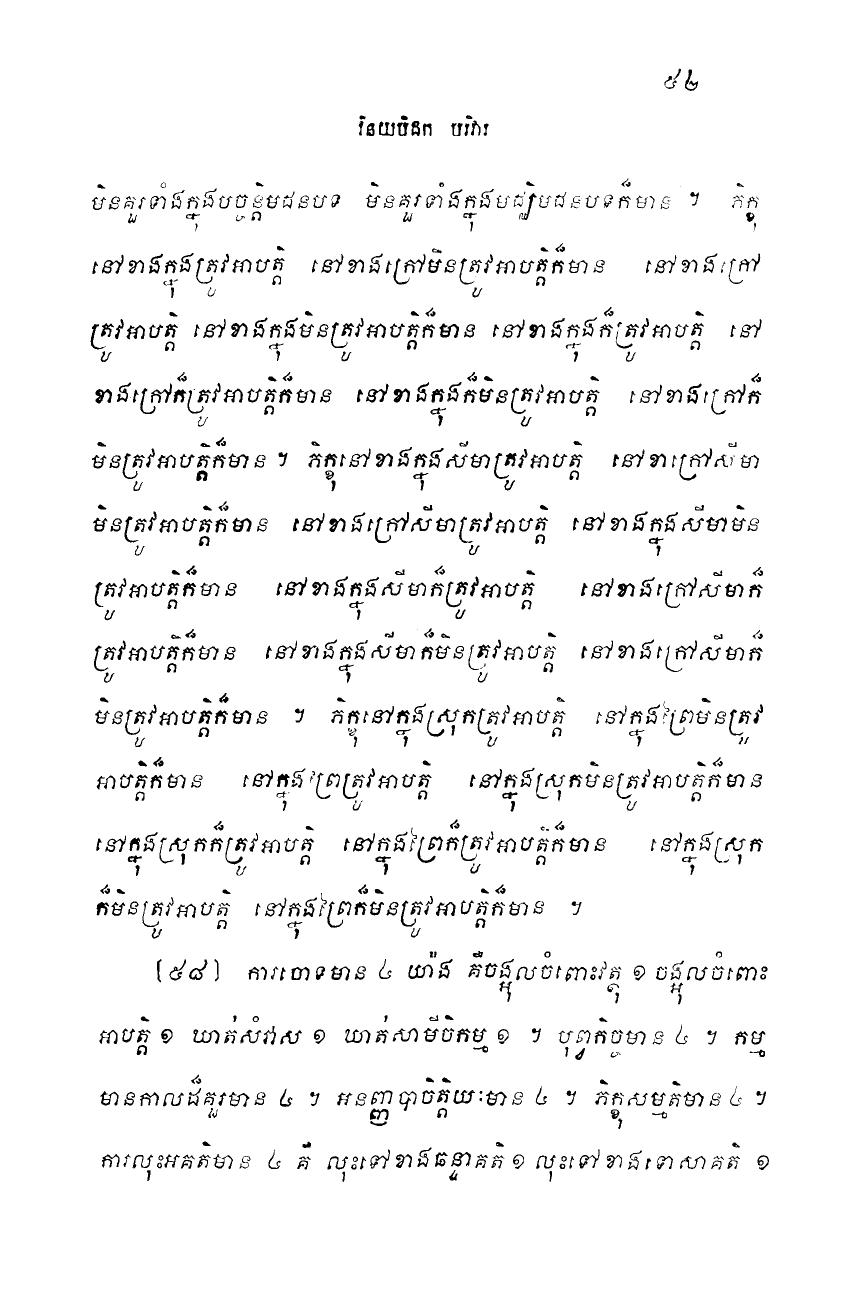 ៥៤
វិនយបិដក បរិវារ
មិនគួរទាំងក្នុងបច្ចន្តិមជនបទ មិនគួរទាំងក្នុងមជ្ឈិមជនបទក៏មាន ។ ភិក្ខុ
នៅខាងក្នុងត្រូវអាបត្តិ នៅខាងក្រៅមិនត្រូវអាបត្តិក៏មាន នៅខាងក្រៅ
ត្រូវអាបត្តិ នៅខាងក្នុងមិនត្រូវអាបត្តិក៏មាន នៅខាងក្នុងក៏ត្រូវអាបត្តិ នៅ
ខាងក្រៅក៏ត្រូវអាបត្តិក៏មាន នៅខាងក្នុងក៏មិនត្រូវអាបត្តិ នៅខាងក្រៅក៏
មិនត្រូវអាបត្តិក៏មាន ។ ភិក្ខុនៅខាងក្នុងសីមាត្រូវអាបត្តិ នៅខាក្រៅសីមា
មិនត្រូវអាបត្តិក៏មាន នៅខាងក្រៅសីមាត្រូវអាបត្តិ នៅខាងក្នុងសីមាមិន
ត្រូវអាបត្តិក៏មាន នៅខាងក្នុងសីមាក៏ត្រូវអាបត្តិ នៅខាងក្រៅសីមាក៏
ត្រូវអាបត្តិក៏មាន នៅខាងក្នុងសីមាក៏មិនត្រូវអាបត្តិ នៅខាងក្រៅសីមាក៏
មិនត្រូវអាបត្តិក៏មាន ។ ភិក្ខុនៅក្នុងស្រុកត្រូវអាបត្តិ នៅក្នុងព្រៃមិនត្រូវ
អាបត្តិក៏មាន នៅក្នុងព្រៃត្រូវអាបត្តិ នៅក្នុងស្រុកមិនត្រូវអាបត្តិក៏មាន
នៅក្នុងស្រុកក៏ត្រូវអាបត្តិ នៅក្នុងព្រៃក៏ត្រូវអាបត្តិក៏មាន នៅក្នុងស្រុក
ក៏មិនត្រូវអាបត្តិ នៅក្នុងព្រៃក៏មិនត្រូវអាបត្តិក៏មាន ។
[៥៨] ការចោទមាន ៤ យ៉ាង គឺចង្អុលចំពោះវត្ថុ ១ ចង្អុលចំពោះ
អាបត្តិ ១ ឃាត់សំវាស ១ ឃាត់សាមីចិកម្ម ១ ។ បុព្វកិច្ចមាន ៤ ។ កម្ម
មានកាលដ៏គួរមាន ៤ ។ អនញ្ញបាចិត្តិយៈមាន ៤ ។ ភិក្ខុសម្មតិមាន ៤ ។
ការលុះអគតិមាន ៤ គឺ លុះទៅខាងឆន្ទាគតិ ១ លុះទៅខាងទោសាគតិ ១